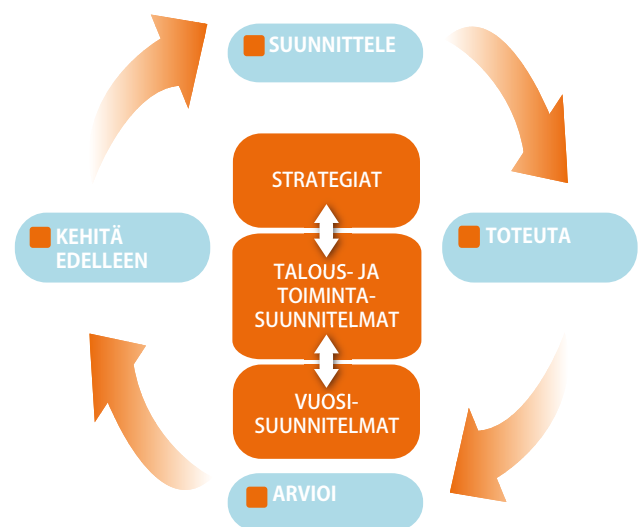 SUUNNITTELE
STRATEGIAT
KEHITÄ
EDELLEEN
TOTEUTA
TALOUS- JA
TOIMINTA-
SUUNNITELMAT
VUOSI-
SUUNNITELMAT
ARVIOI